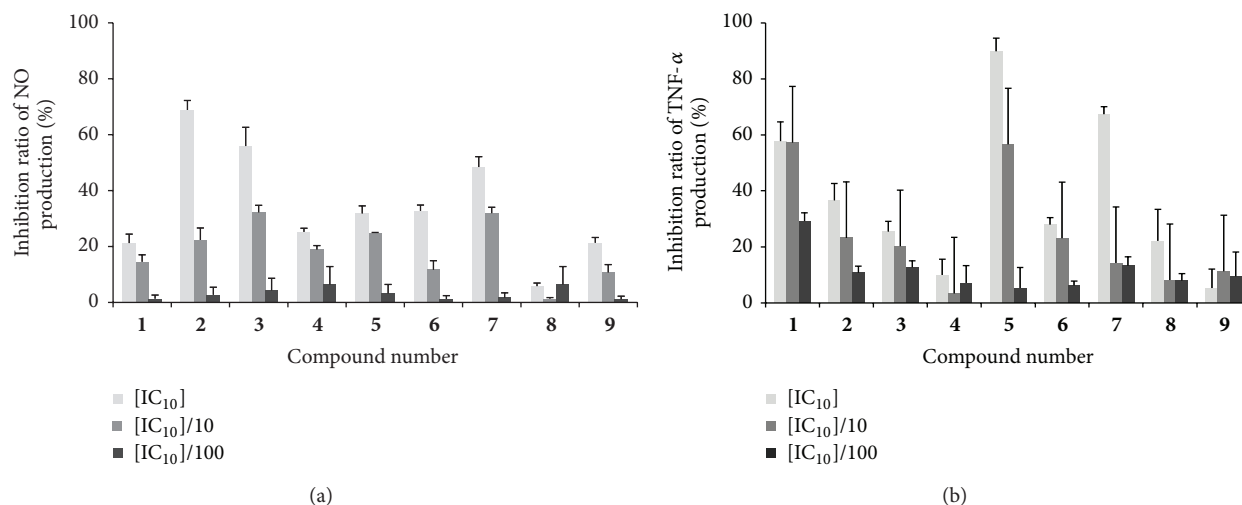 Inhibition ratio of NO
production (%)
100
80
60
40
20
0
1 2 3 4 5 6 7 8 9
Compound number
[IC₁₀]
[IC₁₀]/10
[IC₁₀]/100
(a)
Inhibition ratio of TNF-α
production (%)
100
80
60
40
20
0
1 2 3 4 5 6 7 8 9
Compound number
[IC₁₀]
[IC₁₀]/10
[IC₁₀]/100
(b)